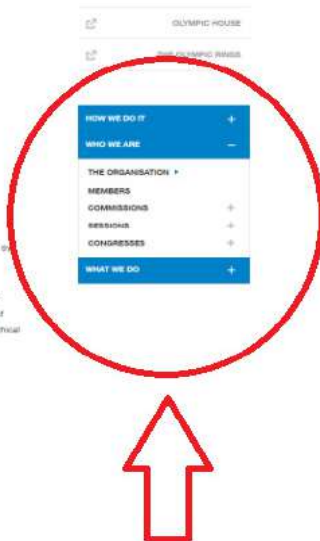 OLYMPIC HOUSE
THE OLYMPIC RINGS
HOW WE DO IT +
WHO WE ARE –
THE ORGANISATION
MEMBERS
COMMISSIONS +
SESSIONS +
CONGRESSES +
WHAT WE DO +